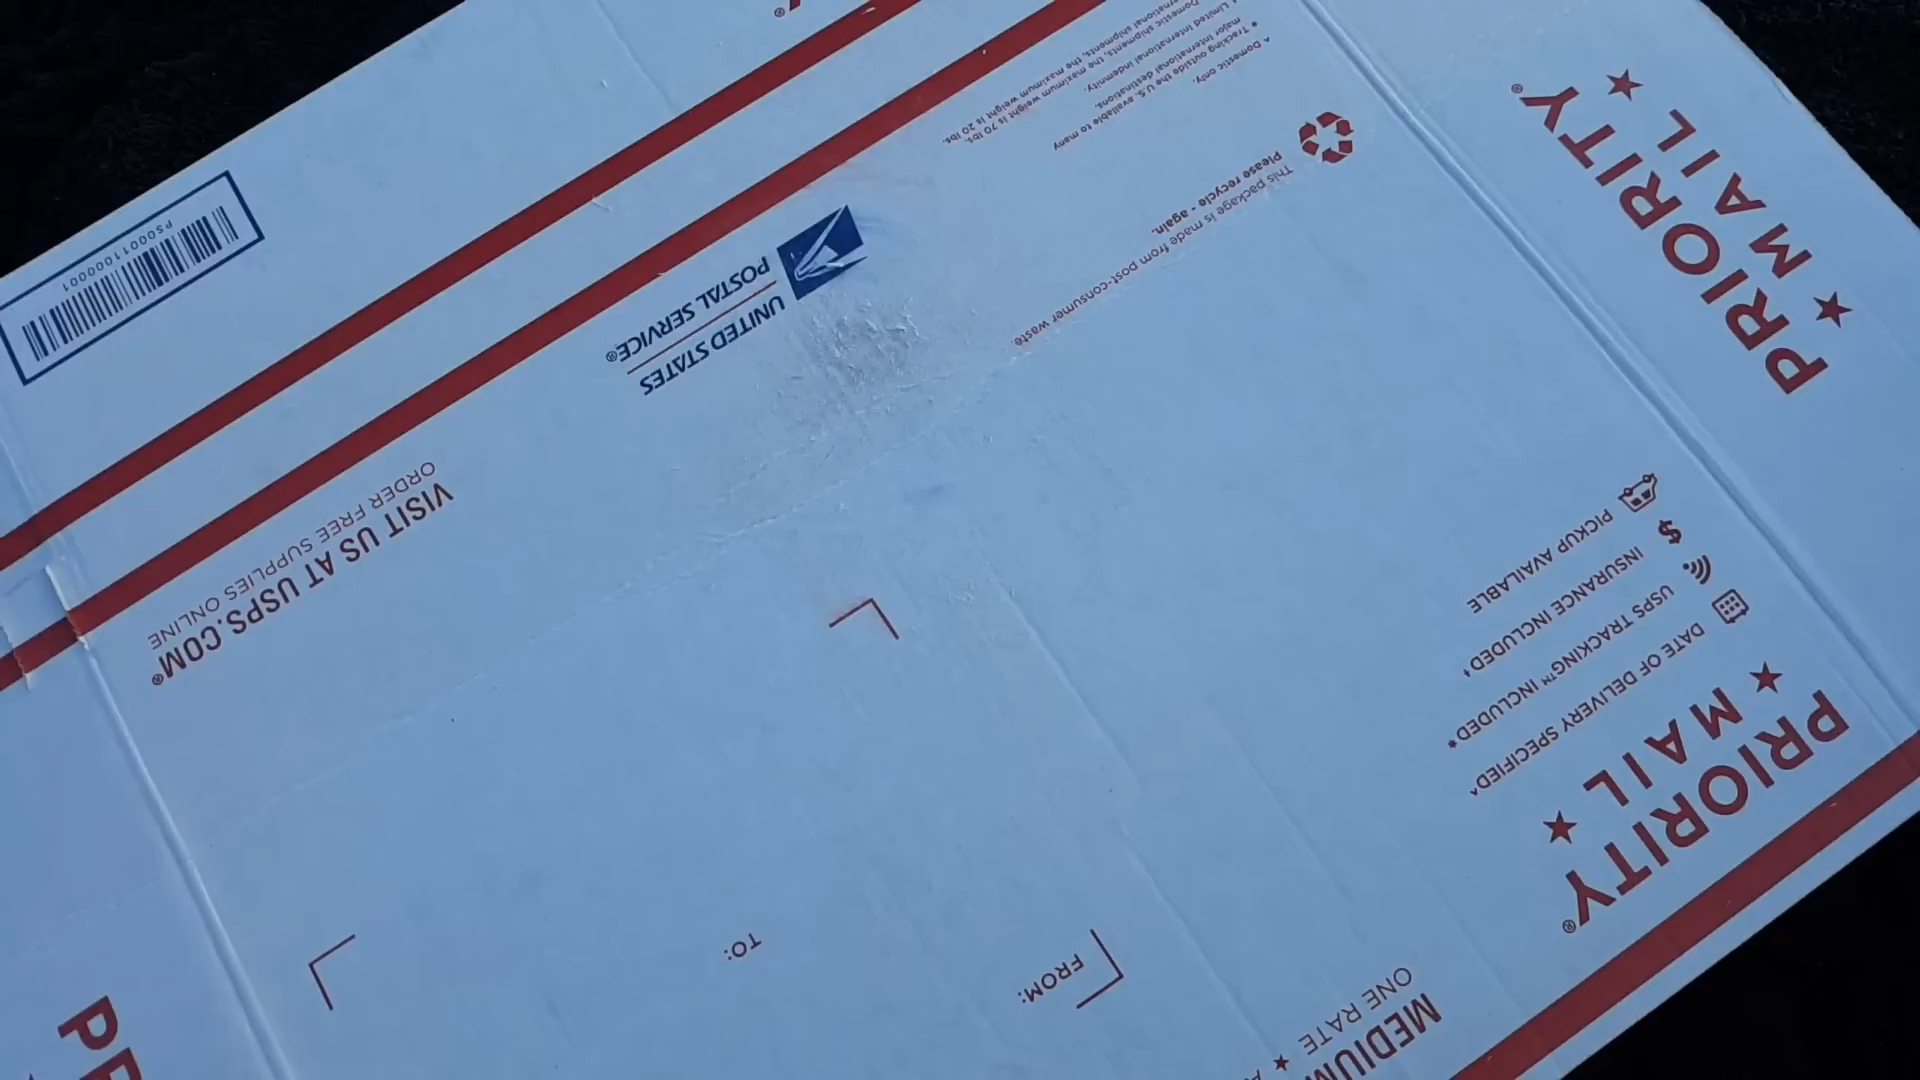 MEDIUM
ONE RATE ★ A
FROM:
TO:
PRIORITY®
★ MAIL ★
DATE OF DELIVERY SPECIFIED^
USPS TRACKING™ INCLUDED*
$ INSURANCE INCLUDED†
PICKUP AVAILABLE
PRIORITY®
★ MAIL ★
VISIT US AT USPS.COM®
ORDER FREE SUPPLIES ONLINE
UNITED STATES
POSTAL SERVICE®
This package is made from post-consumer waste.
Please recycle - again.
^ Domestic only.
* Tracking outside the U.S. available to many
major international destinations.
Limited international indemnity.
Domestic shipments, the maximum weight is 70 lbs.
international shipments, the maximum weight is 20 lbs.
PS00011000001
PR